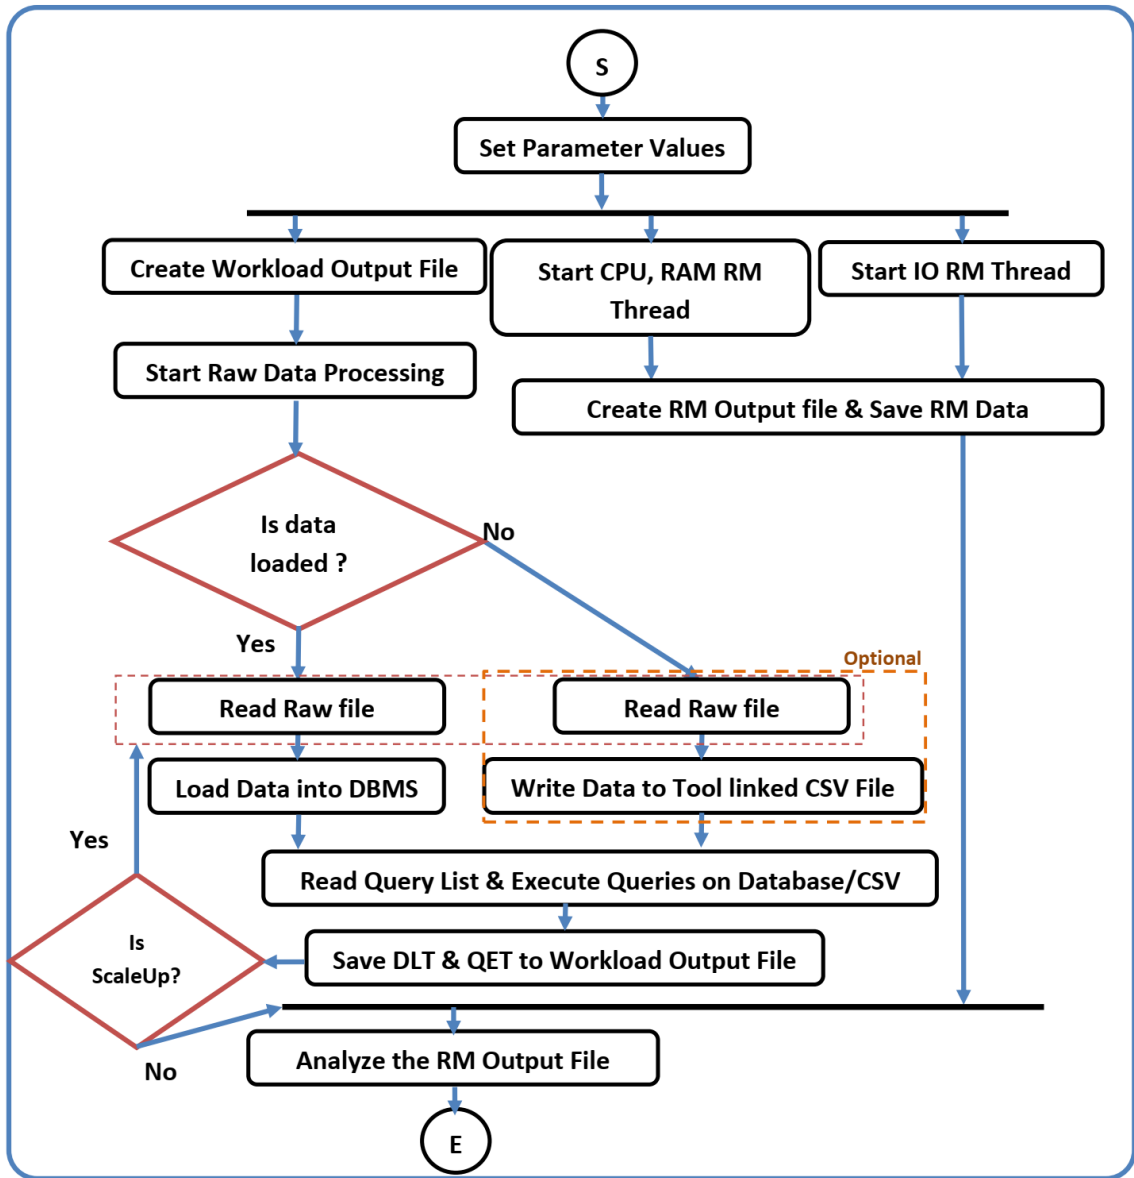 S
Set Parameter Values
Create Workload Output File
Start CPU, RAM RM
Thread
Start IO RM Thread
Start Raw Data Processing
Create RM Output file & Save RM Data
Is data
loaded ?
No
Yes
Optional
Read Raw file
Read Raw file
Load Data into DBMS
Write Data to Tool linked CSV File
Yes
Read Query List & Execute Queries on Database/CSV
Is
ScaleUp?
Save DLT & QET to Workload Output File
No
Analyze the RM Output File
E